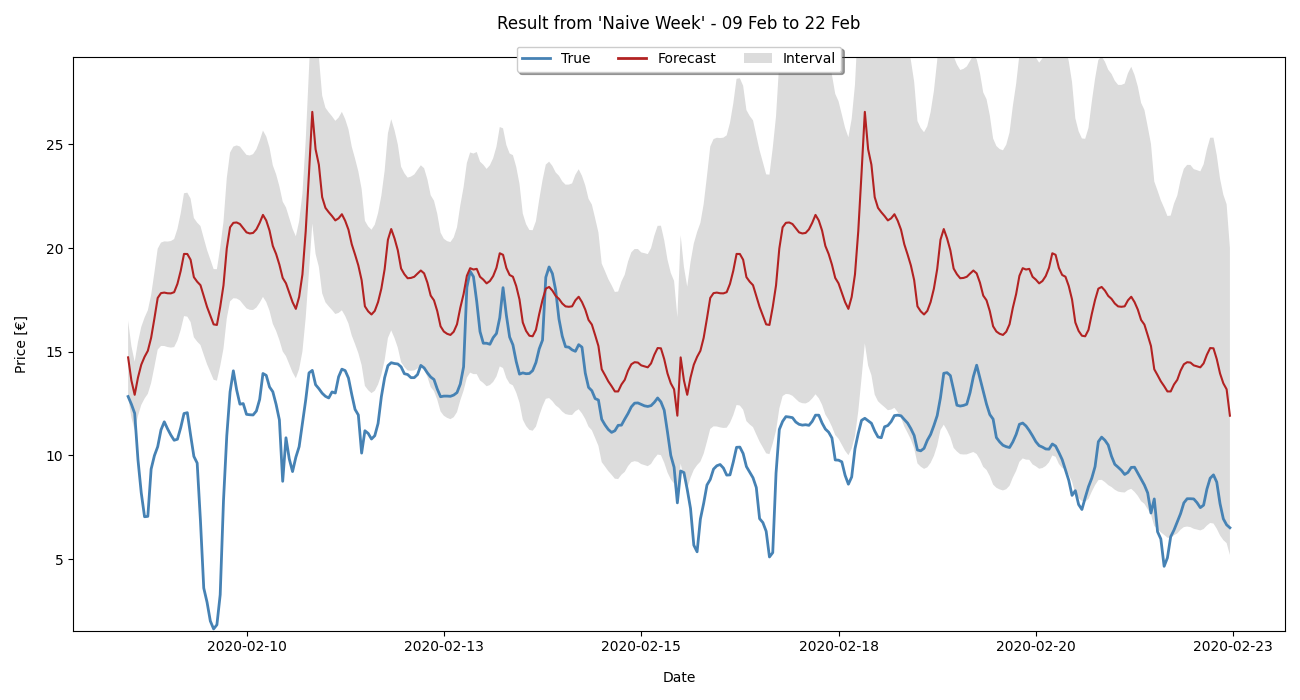 Result from 'Naive Week' - 09 Feb to 22 Feb
True Forecast Interval
Price [€]
25
20
15
10
5
2020-02-10 2020-02-13 2020-02-15 2020-02-18 2020-02-20 2020-02-23
Date